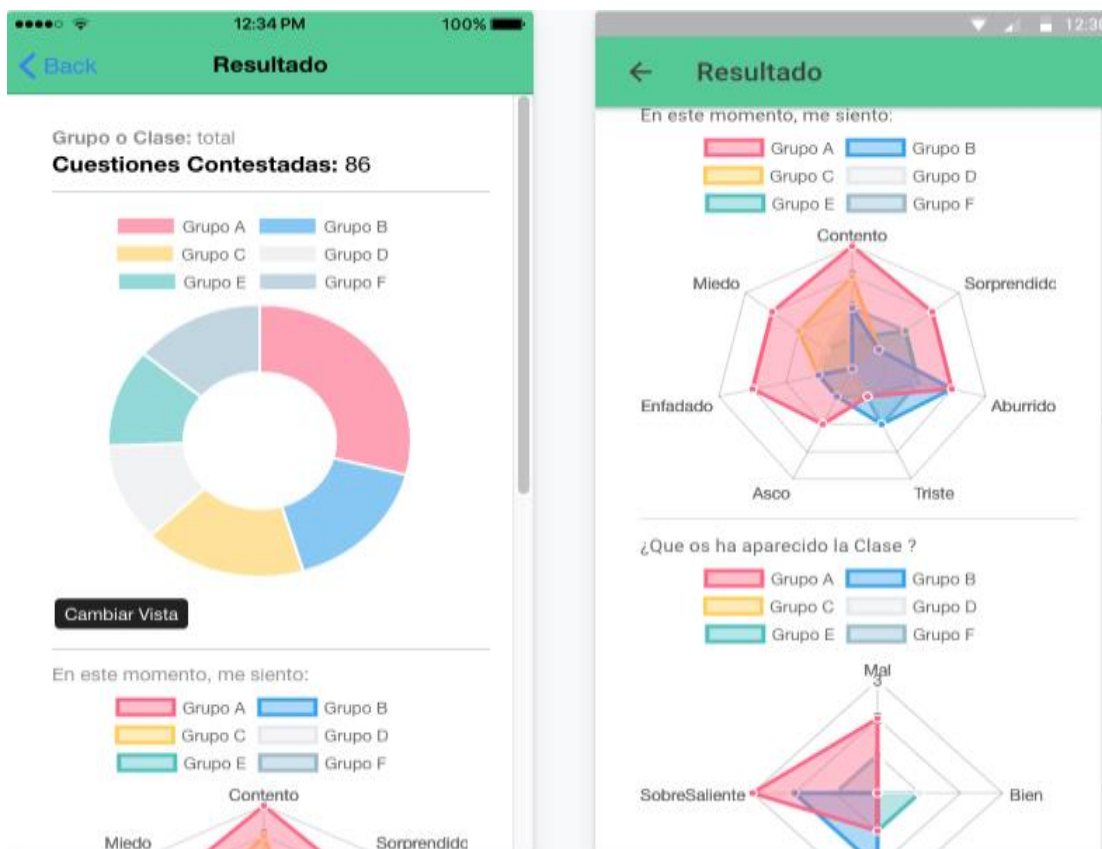 12:34 PM
100%
Back
Resultado
Grupo o Clase: total
Cuestiones Contestadas: 86
Grupo A Grupo B
Grupo C Grupo D
Grupo E Grupo F
Cambiar Vista
En este momento, me siento:
Grupo A Grupo B
Grupo C Grupo D
Grupo E Grupo F
Contento
Miedo Sorprendido
Resultado
En este momento, me siento:
Grupo A Grupo B
Grupo C Grupo D
Grupo E Grupo F
Contento
Miedo Sorprendido
Enfadado Aburrido
Asco Triste
¿Que os ha aparecido la Clase ?
Grupo A Grupo B
Grupo C Grupo D
Grupo E Grupo F
Mal
3
SobreSaliente Bien